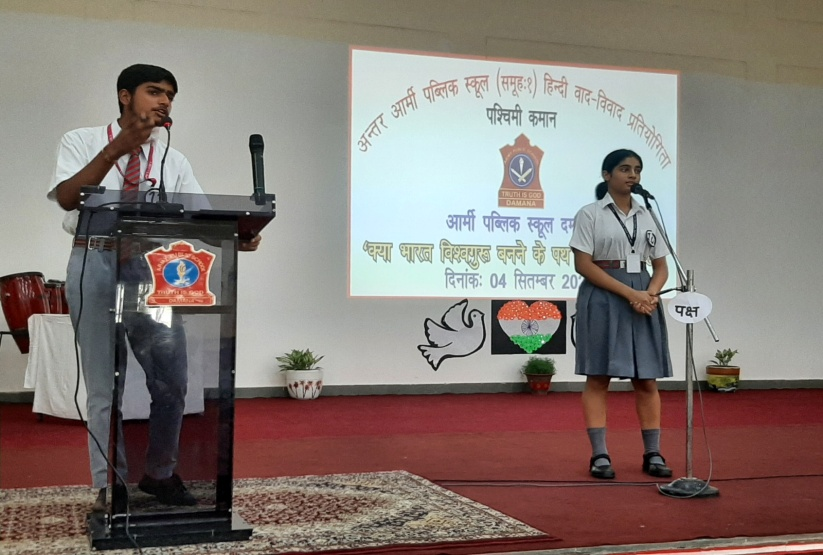 अन्तर आर्मी पब्लिक स्कूल (समूह:१) हिन्दी वाद-विवाद प्रतियोगिता
पश्चिमी कमान
TRUTH IS GOD
DAMANA
आर्मी पब्लिक स्कूल
'क्या भारत विश्वगुरू बनने के पथ
दिनांक: 04 सितम्बर
पक्ष